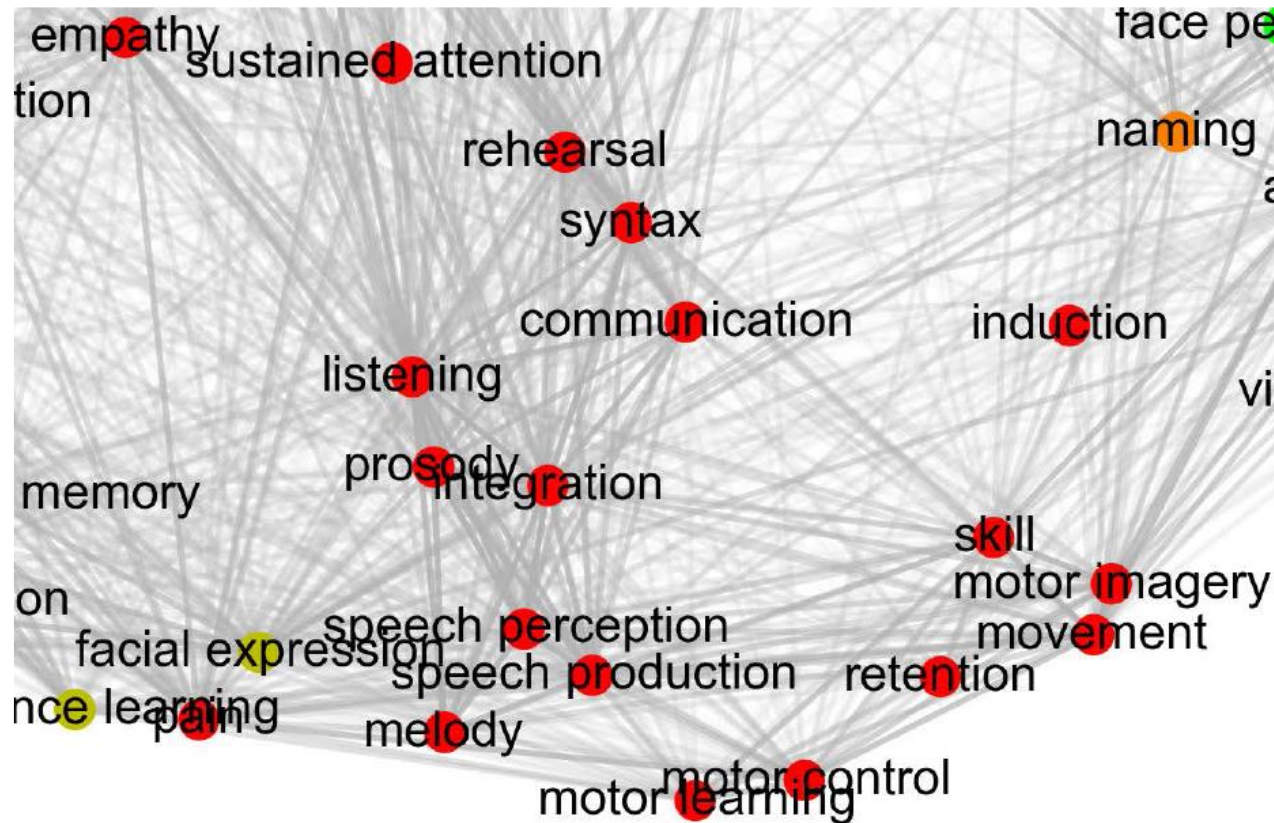 face pe
empathy
sustained attention
tion
naming
rehearsal
a
syntax
communication
induction
listening
vi
prosody
integration
memory
skill
motor imagery
on
speech perception
movement
facial expression
speech production
retention
nce learning
pain
melody
motor control
motor learning